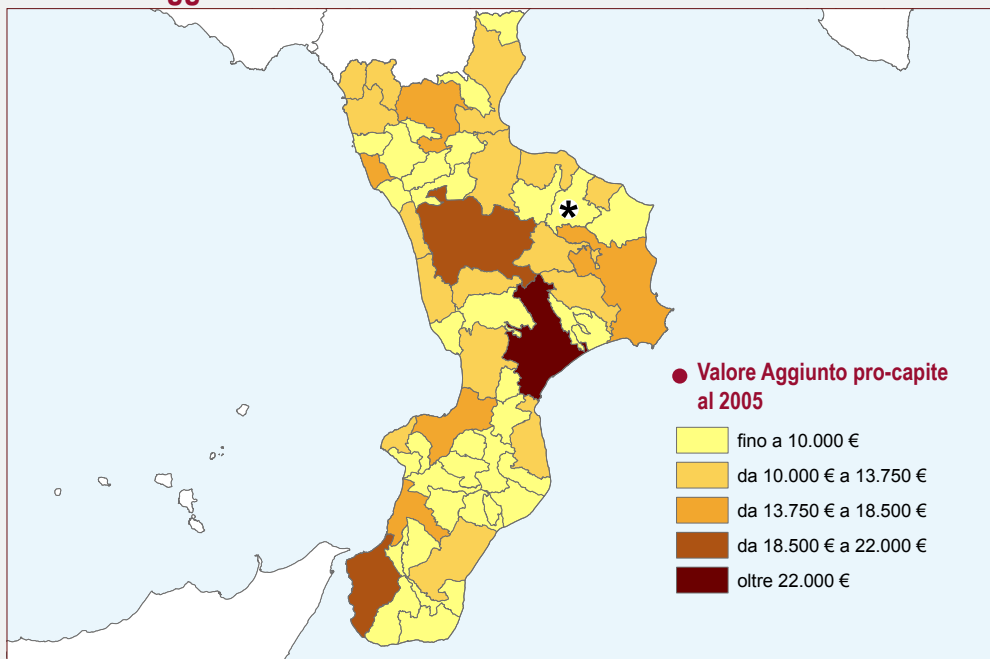 Valore Aggiunto pro-capite
al 2005
fino a 10.000 €
da 10.000 € a 13.750 €
da 13.750 € a 18.500 €
da 18.500 € a 22.000 €
oltre 22.000 €